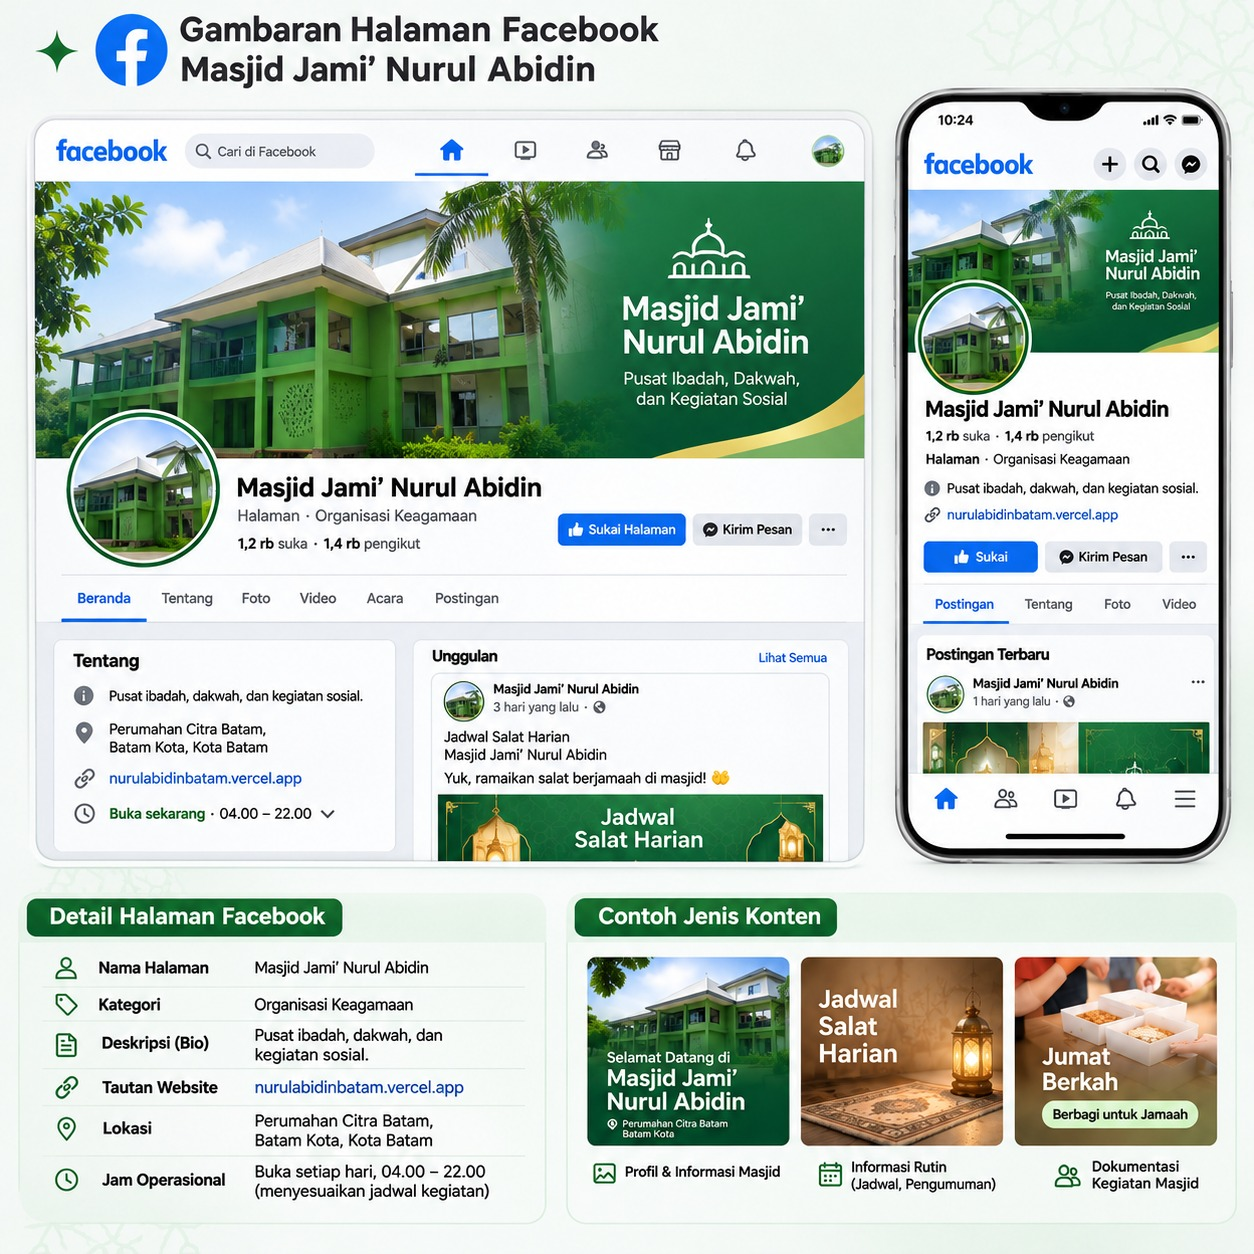 Gambaran Halaman Facebook
Masjid Jami’ Nurul Abidin
facebook
Cari di Facebook
Masjid Jami’
Nurul Abidin
Pusat Ibadah, Dakwah,
dan Kegiatan Sosial
Masjid Jami’ Nurul Abidin
Halaman · Organisasi Keagamaan
1,2 rb suka · 1,4 rb pengikut
Sukai Halaman
Kirim Pesan
Beranda
Tentang
Foto
Video
Acara
Postingan
Tentang
Pusat ibadah, dakwah, dan kegiatan sosial.
Perumahan Citra Batam,
Batam Kota, Kota Batam
nurulabidinbatam.vercel.app
Buka sekarang · 04.00 – 22.00
Unggulan
Lihat Semua
Masjid Jami’ Nurul Abidin
3 hari yang lalu ·
Jadwal Salat Harian
Masjid Jami’ Nurul Abidin
Yuk, ramaikan salat berjamaah di masjid! 🤲
Jadwal
Salat Harian
10:24
facebook
Masjid Jami’
Nurul Abidin
Pusat Ibadah, Dakwah,
dan Kegiatan Sosial
Masjid Jami’ Nurul Abidin
1,2 rb suka · 1,4 rb pengikut
Halaman · Organisasi Keagamaan
Pusat ibadah, dakwah, dan kegiatan sosial.
nurulabidinbatam.vercel.app
Sukai
Kirim Pesan
Postingan
Tentang
Foto
Video
Postingan Terbaru
Masjid Jami’ Nurul Abidin
1 hari yang lalu ·
Detail Halaman Facebook
Nama Halaman
Masjid Jami’ Nurul Abidin
Kategori
Organisasi Keagamaan
Deskripsi (Bio)
Pusat ibadah, dakwah, dan
kegiatan sosial.
Tautan Website
nurulabidinbatam.vercel.app
Lokasi
Perumahan Citra Batam,
Batam Kota, Kota Batam
Jam Operasional
Buka setiap hari, 04.00 – 22.00
(menyesuaikan jadwal kegiatan)
Contoh Jenis Konten
Selamat Datang di
Masjid Jami’
Nurul Abidin
Perumahan Citra Batam
Batam Kota
Profil & Informasi Masjid
Jadwal
Salat
Harian
Informasi Rutin
(Jadwal, Pengumuman)
Jumat
Berkah
Berbagi untuk Jamaah
Dokumentasi
Kegiatan Masjid